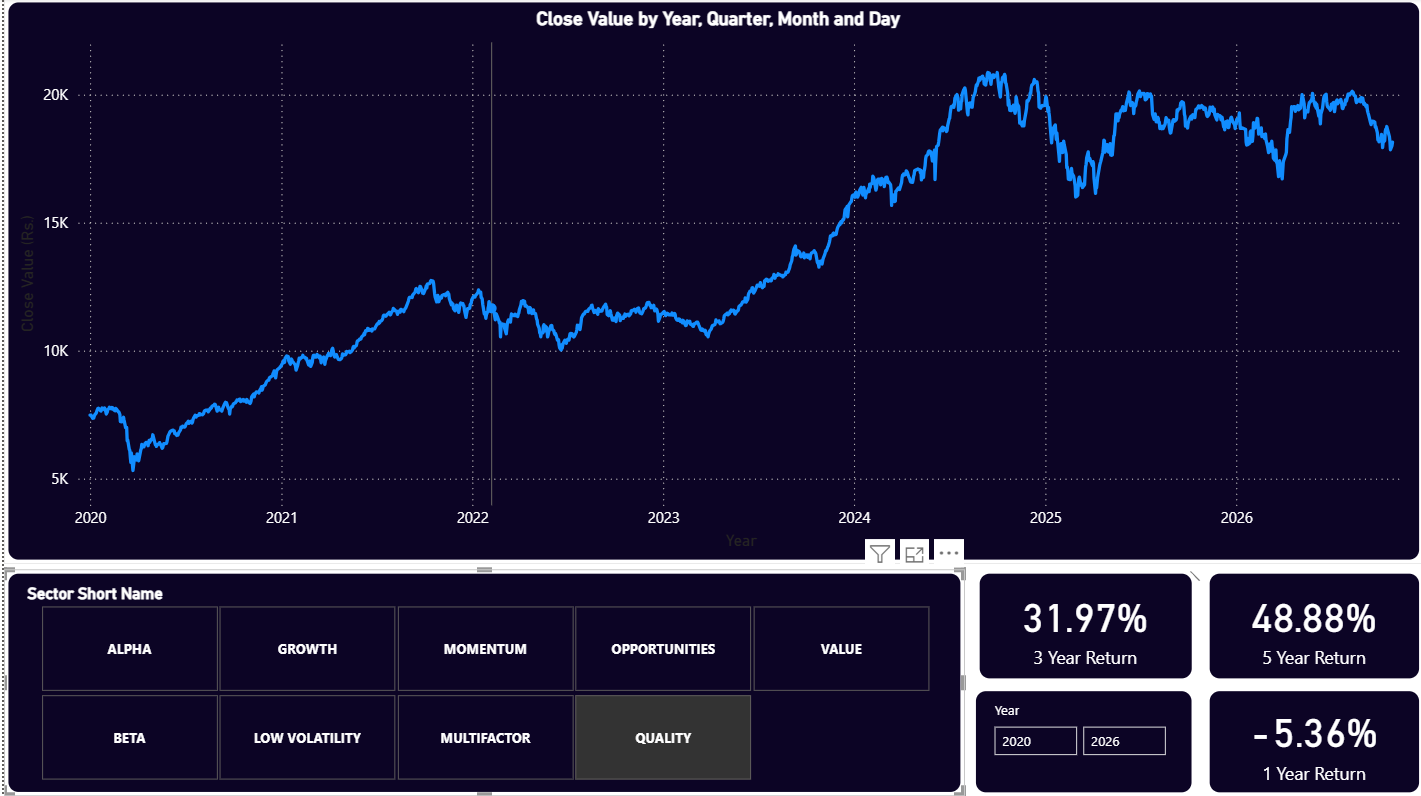 Close Value by Year, Quarter, Month and Day
Close Value (Rs.)
20K
15K
10K
5K
2020 2021 2022 2023 2024 2025 2026
Year
Sector Short Name
ALPHA GROWTH MOMENTUM OPPORTUNITIES VALUE
BETA LOW VOLATILITY MULTIFACTOR QUALITY
31.97%
3 Year Return
48.88%
5 Year Return
Year
2020 2026
-5.36%
1 Year Return